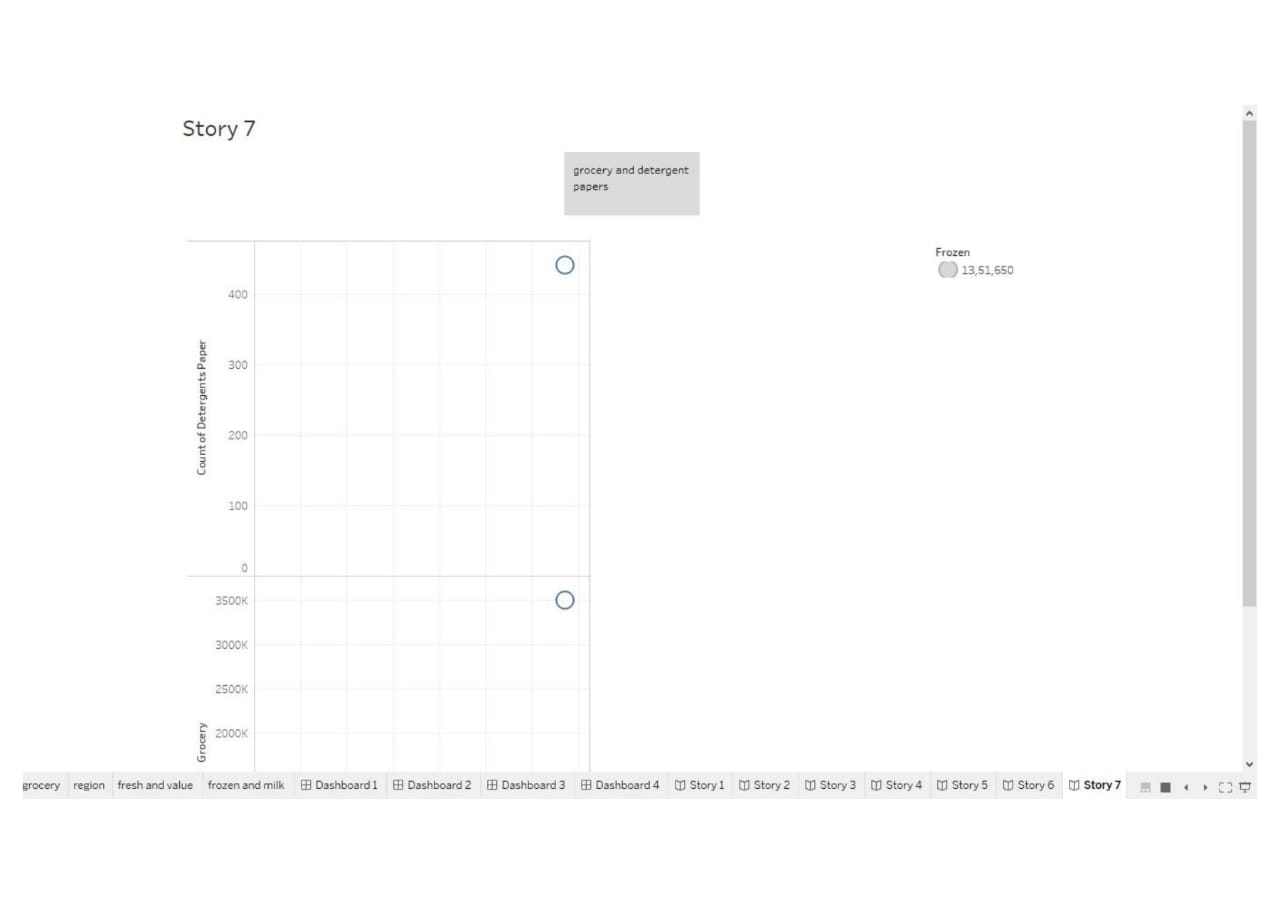 Story 7
grocery and detergent
papers
Frozen
13,51,650
Count of Detergents Paper
400
300
200
100
0
Grocery
3500K
3000K
2500K
2000K
grocery region fresh and value frozen and milk Dashboard 1 Dashboard 2 Dashboard 3 Dashboard 4 Story 1 Story 2 Story 3 Story 4 Story 5 Story 6 Story 7